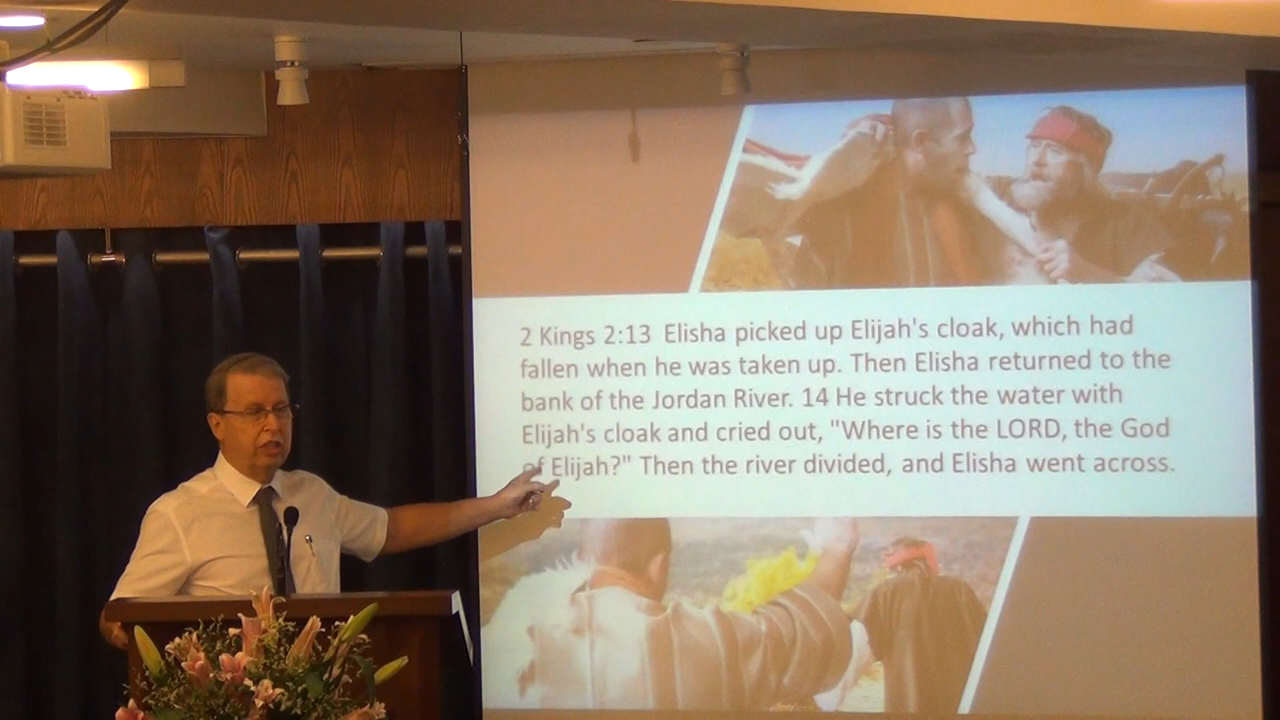 2 Kings 2:13  Elisha picked up Elijah's cloak, which had
fallen when he was taken up. Then Elisha returned to the
bank of the Jordan River. 14 He struck the water with
Elijah's cloak and cried out, "Where is the LORD, the God
of Elijah?" Then the river divided, and Elisha went across.